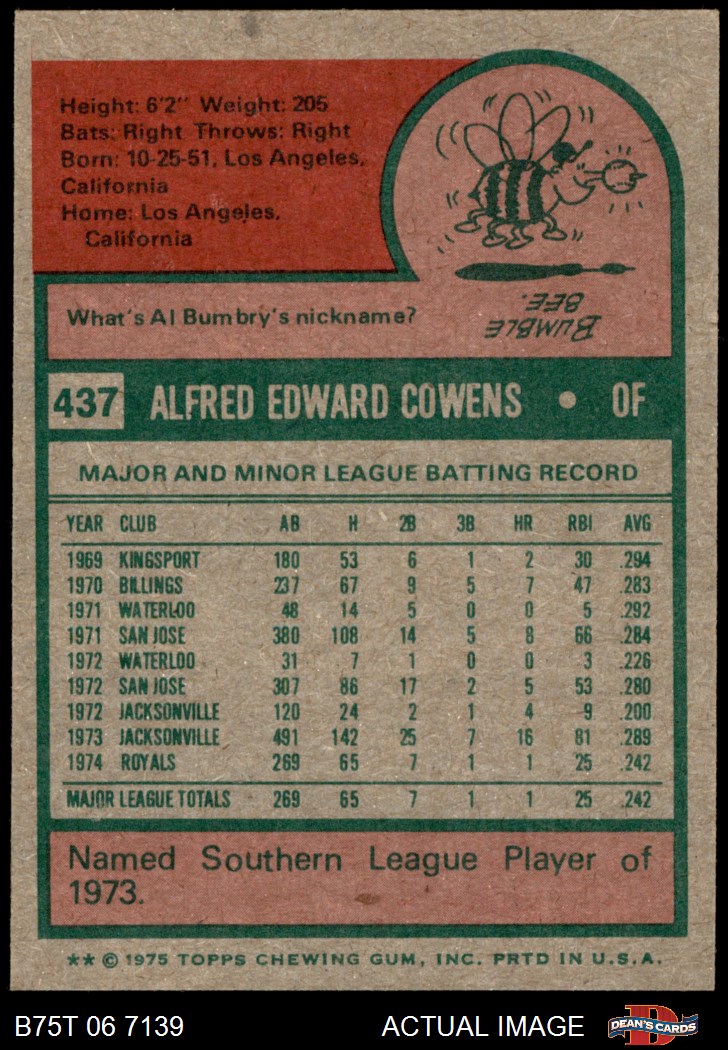 Height: 6'2" Weight: 205
Bats: Right Throws: Right
Born: 10-25-51, Los Angeles,
California
Home: Los Angeles,
California
What's Al Bumbry's nickname?
BUMBLE
BEE.
437 ALFRED EDWARD COWENS • OF
MAJOR AND MINOR LEAGUE BATTING RECORD
YEAR CLUB AB H 2B 3B HR RBI AVG
1969 KINGSPORT 180 53 6 1 2 30 .294
1970 BILLINGS 237 67 9 5 7 47 .283
1971 WATERLOO 48 14 5 0 0 5 .292
1971 SAN JOSE 380 108 14 5 8 66 .284
1972 WATERLOO 31 7 1 0 0 3 .226
1972 SAN JOSE 307 86 17 2 5 53 .280
1972 JACKSONVILLE 120 24 2 1 4 9 .200
1973 JACKSONVILLE 491 142 25 7 16 81 .289
1974 ROYALS 269 65 7 1 1 25 .242
MAJOR LEAGUE TOTALS 269 65 7 1 1 25 .242
Named Southern League Player of
1973.
** © 1975 TOPPS CHEWING GUM, INC. PRTD IN U.S.A.
B75T 06 7139 ACTUAL IMAGE D DEAN'S CARDS